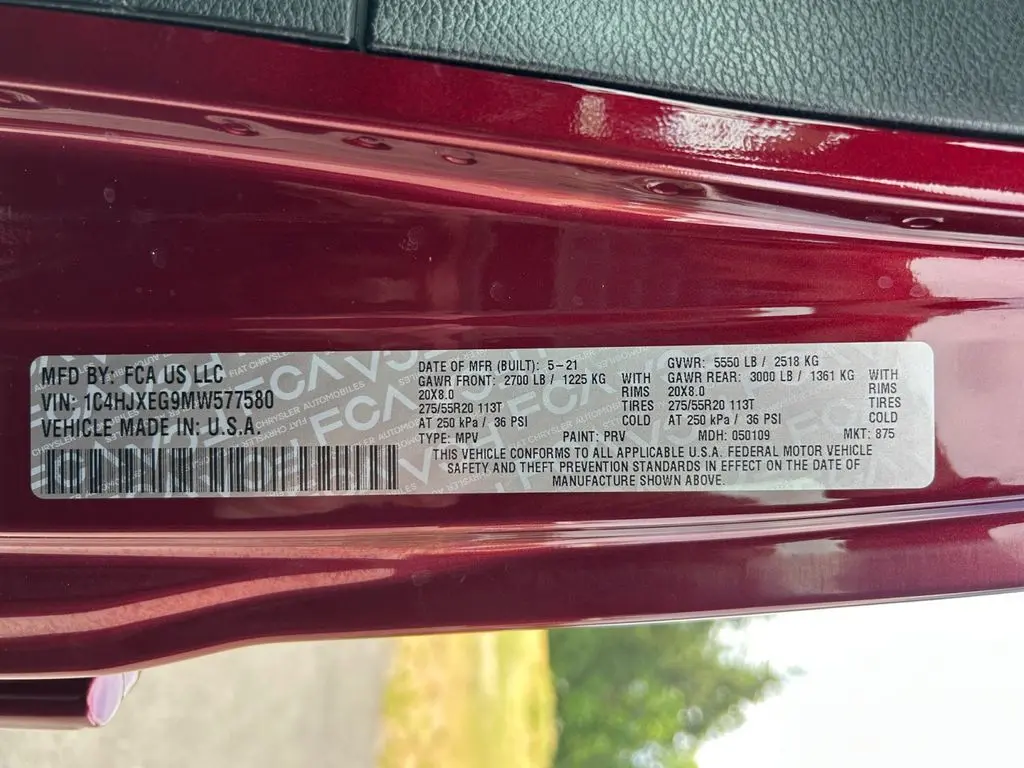 MFD BY: FCA US LLC
VIN: 1C4HJXEG9MW577580
VEHICLE MADE IN: U.S.A.
DATE OF MFR (BUILT): 5-21
GAWR FRONT: 2700 LB / 1225 KG WITH
20X8.0 RIMS
275/55R20 113T TIRES
AT 250 kPa / 36 PSI COLD
GVWR: 5550 LB / 2518 KG
GAWR REAR: 3000 LB / 1361 KG WITH
20X8.0 RIMS
275/55R20 113T TIRES
AT 250 kPa / 36 PSI COLD
TYPE: MPV PAINT: PRV MDH: 050109 MKT: 875
THIS VEHICLE CONFORMS TO ALL APPLICABLE U.S.A. FEDERAL MOTOR VEHICLE
SAFETY AND THEFT PREVENTION STANDARDS IN EFFECT ON THE DATE OF
MANUFACTURE SHOWN ABOVE.